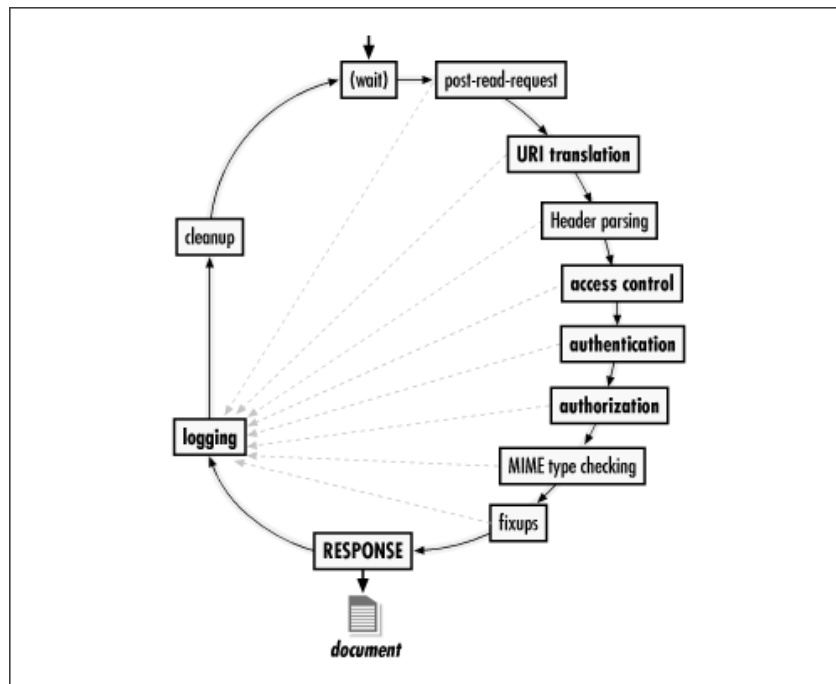 (wait)
post-read-request
URI translation
Header parsing
access control
authentication
authorization
MIME type checking
fixups
RESPONSE
document
logging
cleanup